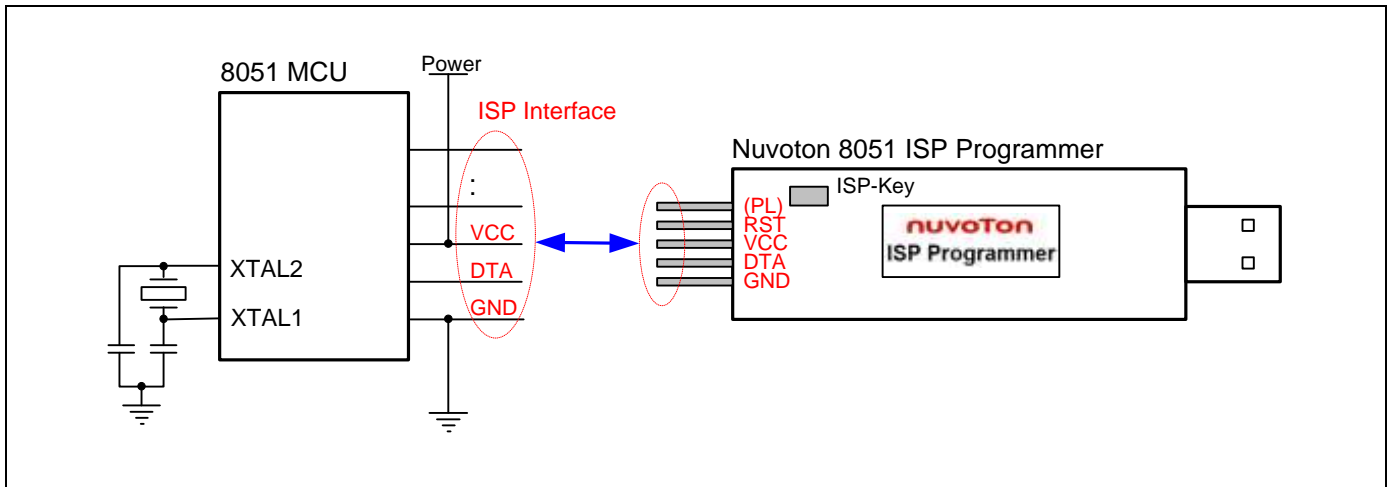 8051 MCU
Power
ISP Interface
:
VCC
DTA
GND
XTAL2
XTAL1
Nuvoton 8051 ISP Programmer
ISP-Key
(PL)
RST
VCC
DTA
GND
nuvoTon
ISP Programmer